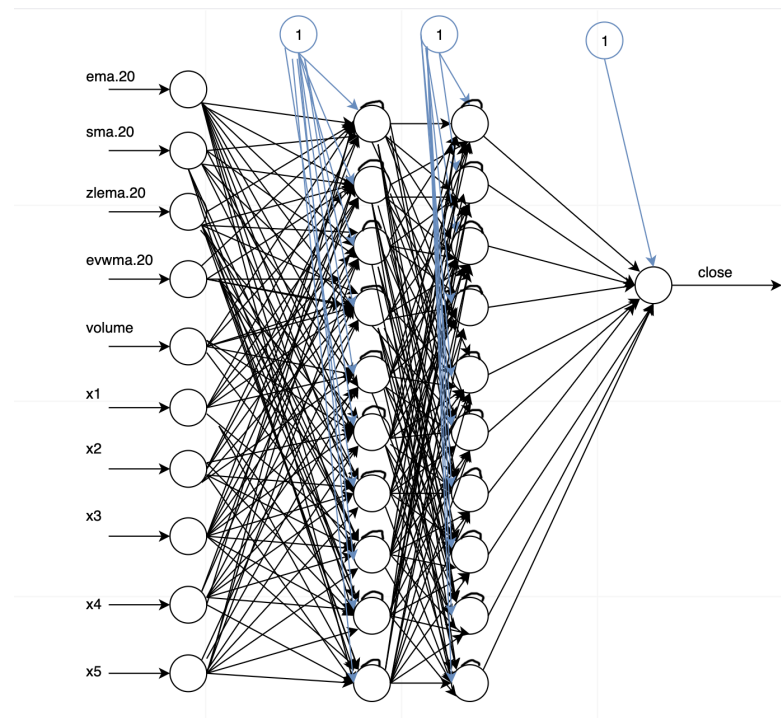 1
1
1
ema.20
sma.20
zlema.20
evwma.20
volume
x1
x2
x3
x4
x5
close